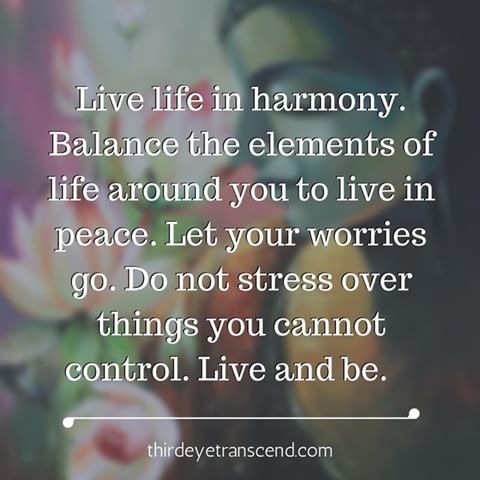 Live life in harmony.
Balance the elements of
life around you to live in
peace. Let your worries
go. Do not stress over
things you cannot
control. Live and be.
thirdeyetranscend.com